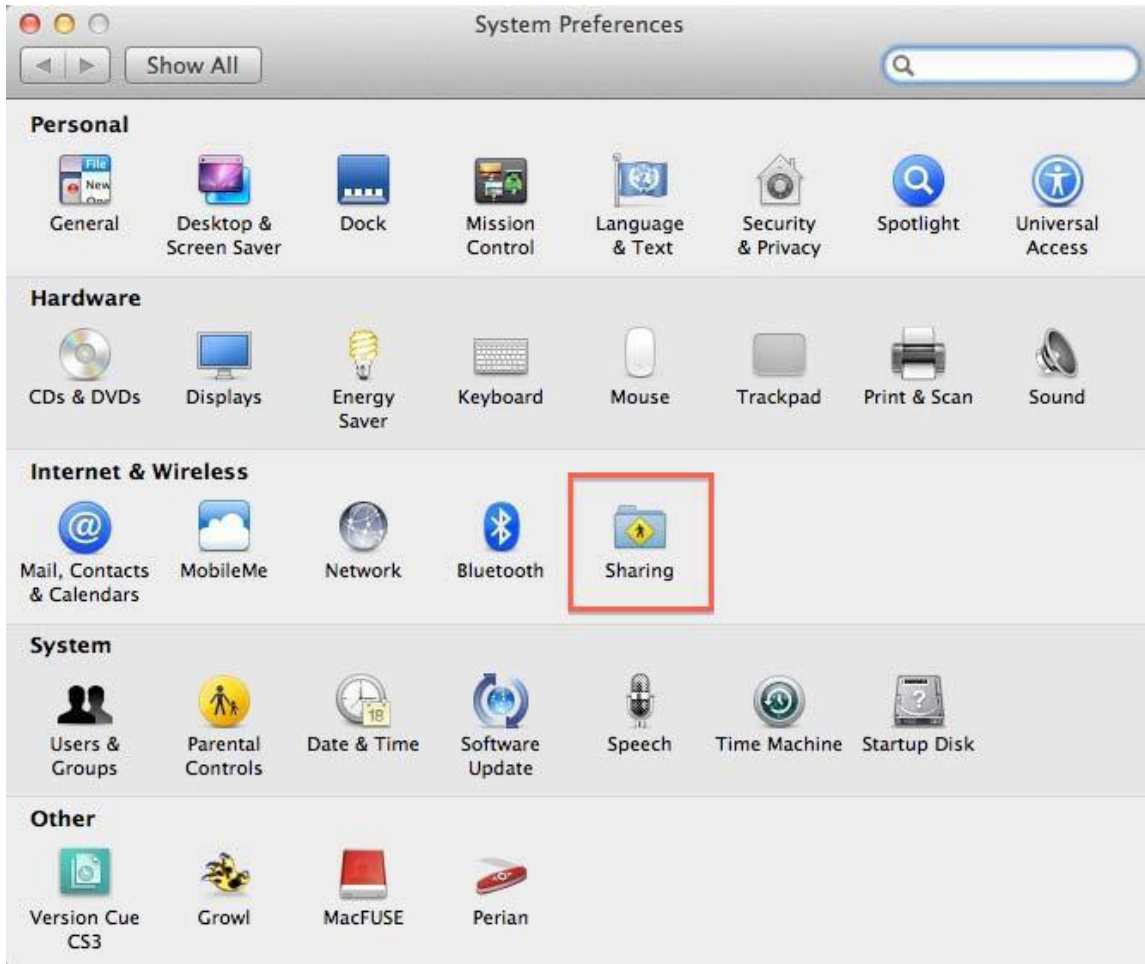 System Preferences
Show All
Personal
File
New
General
Desktop &
Screen Saver
Dock
Mission
Control
Language
& Text
Security
& Privacy
Spotlight
Universal
Access
Hardware
CDs & DVDs
Displays
Energy
Saver
Keyboard
Mouse
Trackpad
Print & Scan
Sound
Internet & Wireless
@
Mail, Contacts
& Calendars
MobileMe
Network
Bluetooth
Sharing
System
Users &
Groups
Parental
Controls
18
Date & Time
Software
Update
Speech
Time Machine
?
Startup Disk
Other
Version Cue
CS3
Growl
MacFUSE
Perian